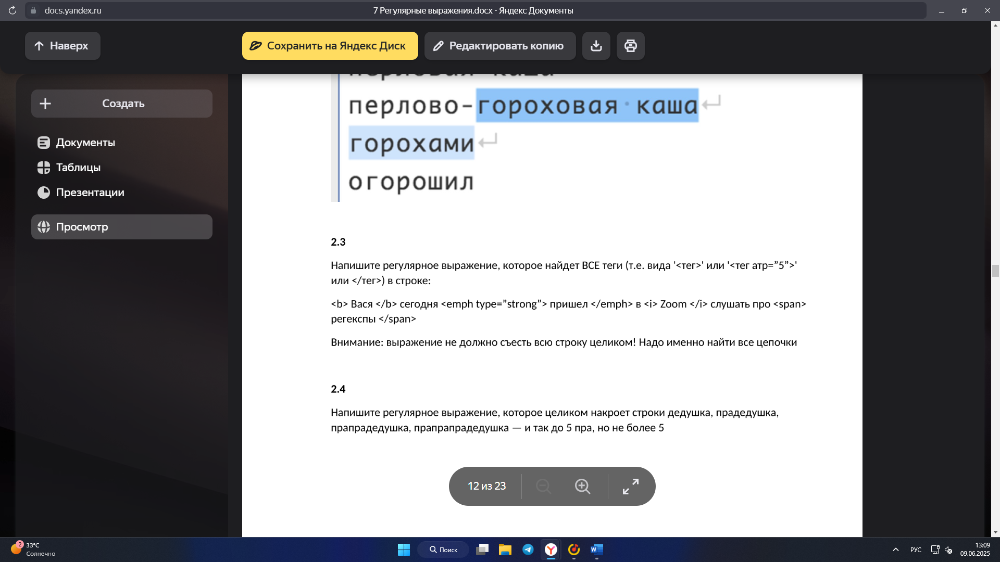 docs.yandex.ru
7 Регулярные выражения.docx - Яндекс Документы
Наверх
Сохранить на Яндекс Диск
Редактировать копию
Создать
Документы
Таблицы
Презентации
Просмотр
перловая каша
перлово-гороховая·каша↵
горохами↵
огорошил
2.3
Напишите регулярное выражение, которое найдет ВСЕ теги (т.е. вида '<тег>' или '<тег атр=”5”>'
или </тег>) в строке:
<b> Вася </b> сегодня <emph type=”strong”> пришел </emph> в <i> Zoom </i> слушать про <span>
регекспы </span>
Внимание: выражение не должно съесть всю строку целиком! Надо именно найти все цепочки
2.4
Напишите регулярное выражение, которое целиком накроет строки дедушка, прадедушка,
прапрадедушка, прапрапрадедушка — и так до 5 пра, но не более 5
12 из 23
2
33°C
Солнечно
Поиск
РУС
13:09
09.06.2025